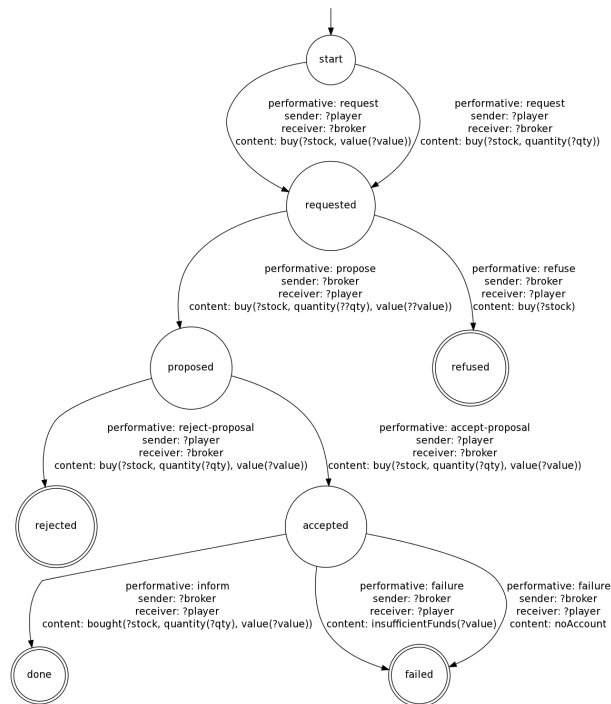 start
performative: request
sender: ?player
receiver: ?broker
content: buy(?stock, value(?value))
performative: request
sender: ?player
receiver: ?broker
content: buy(?stock, quantity(?qty))
requested
performative: propose
sender: ?broker
receiver: ?player
content: buy(?stock, quantity(??qty), value(??value))
performative: refuse
sender: ?broker
receiver: ?player
content: buy(?stock)
proposed
refused
performative: reject-proposal
sender: ?player
receiver: ?broker
content: buy(?stock, quantity(?qty), value(?value))
performative: accept-proposal
sender: ?player
receiver: ?broker
content: buy(?stock, quantity(?qty), value(?value))
rejected
accepted
performative: inform
sender: ?broker
receiver: ?player
content: bought(?stock, quantity(?qty), value(?value))
performative: failure
sender: ?broker
receiver: ?player
content: insufficientFunds(?value)
performative: failure
sender: ?broker
receiver: ?player
content: noAccount
done
failed